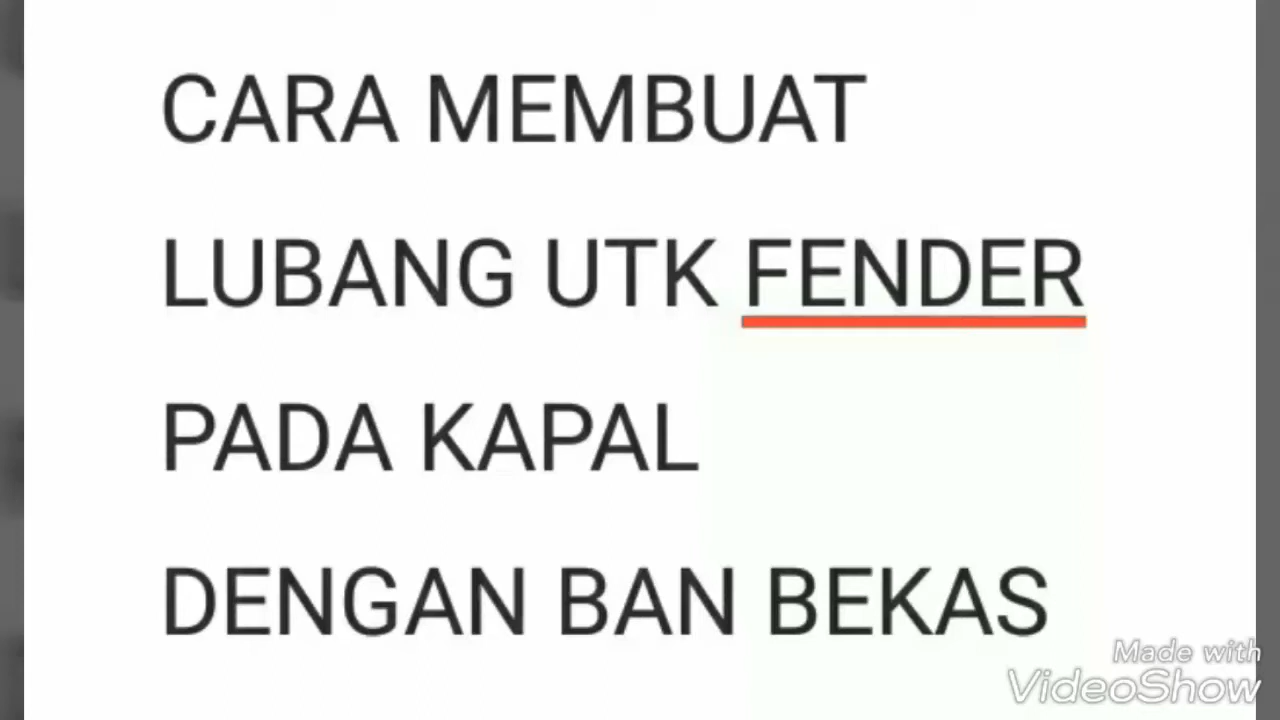 CARA MEMBUAT
LUBANG UTK FENDER
PADA KAPAL
DENGAN BAN BEKAS
Made with
VideoShow